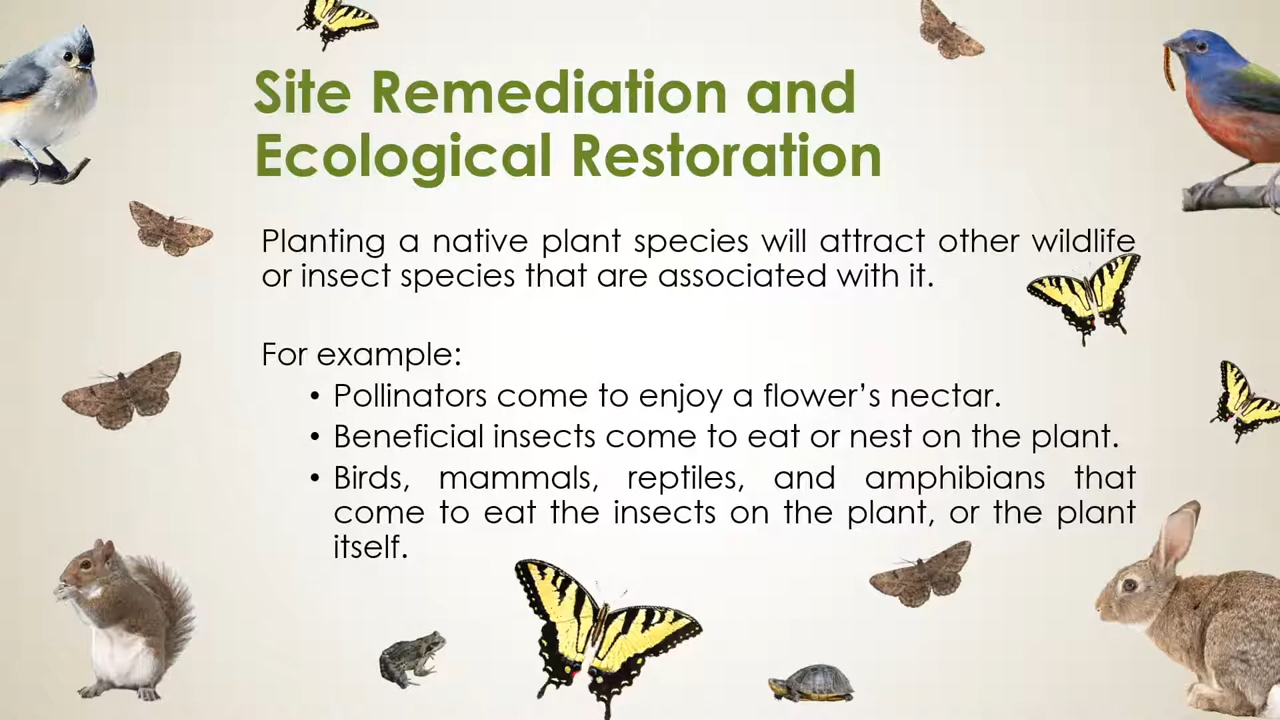 Site Remediation and
Ecological Restoration
Planting a native plant species will attract other wildlife
or insect species that are associated with it.
For example:
• Pollinators come to enjoy a flower’s nectar.
• Beneficial insects come to eat or nest on the plant.
• Birds, mammals, reptiles, and amphibians that
come to eat the insects on the plant, or the plant
itself.